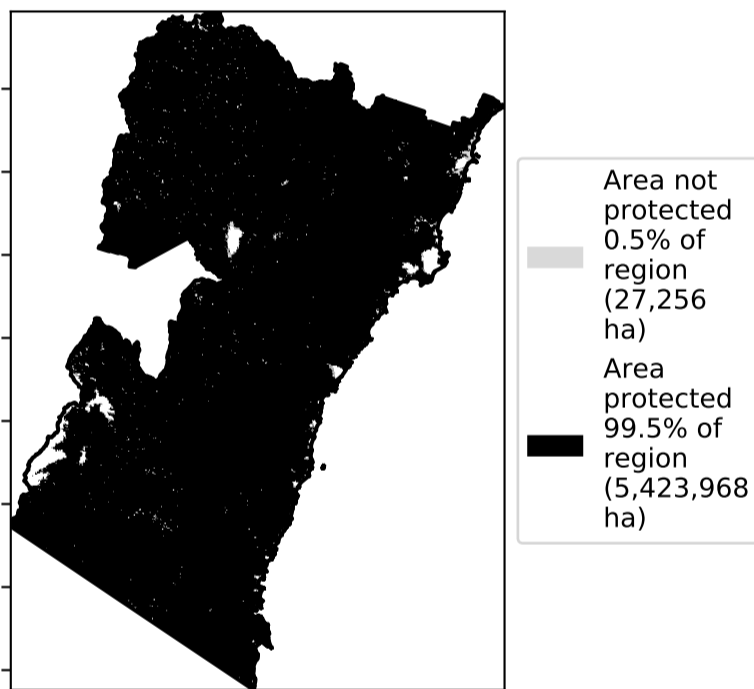 Area not
protected
0.5% of
region
(27,256
ha)
Area
protected
99.5% of
region
(5,423,968
ha)